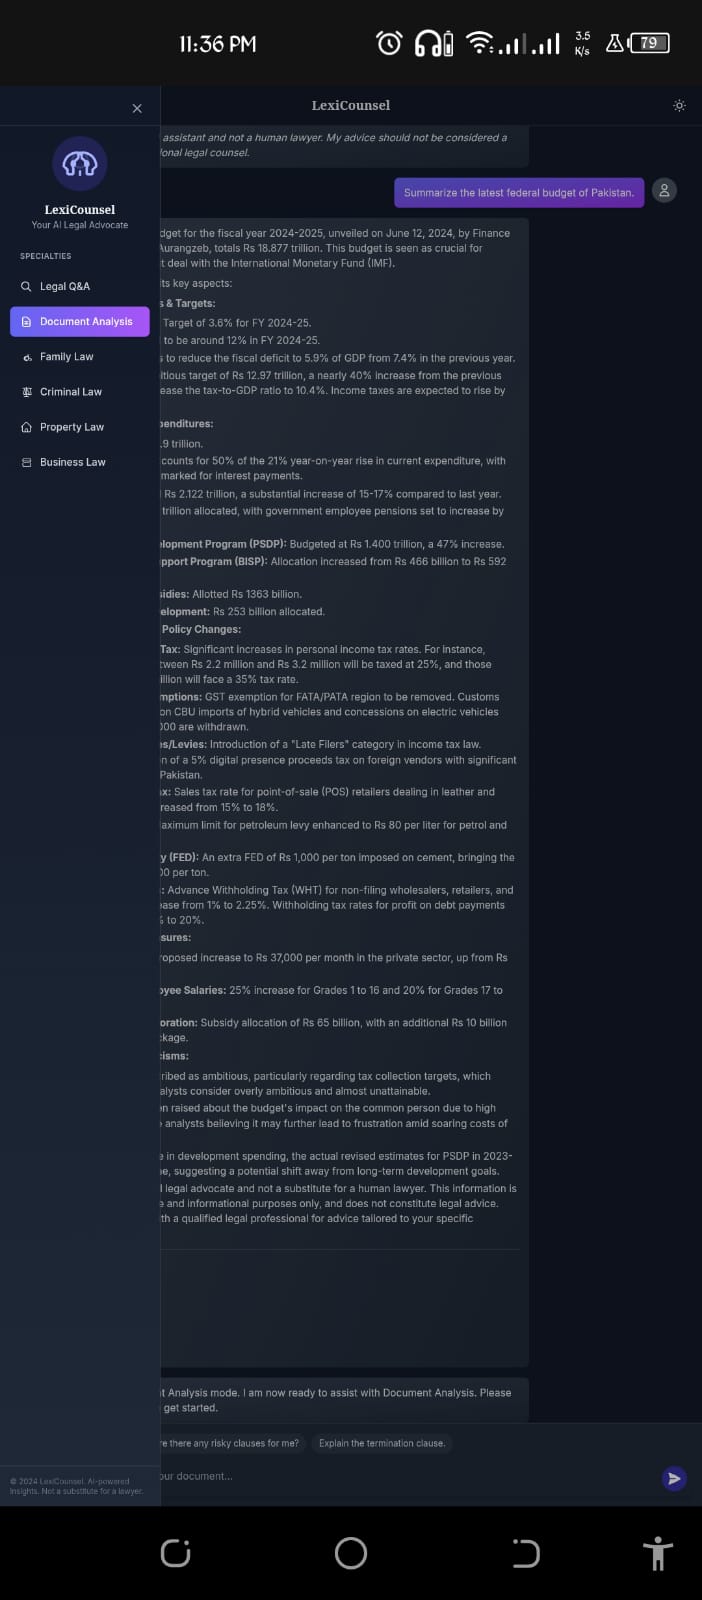 11:36 PM
3.5
K/s
79
LexiCounsel
LexiCounsel
Your AI Legal Advocate
SPECIALTIES
Legal Q&A
Document Analysis
Family Law
Criminal Law
Property Law
Business Law
© 2024 LexiCounsel. AI-powered
Insights. Not a substitute for a lawyer.
assistant and not a human lawyer. My advice should not be considered a
ional legal counsel.
Summarize the latest federal budget of Pakistan.
dget for the fiscal year 2024-2025, unveiled on June 12, 2024, by Finance
Aurangzeb, totals Rs 18.877 trillion. This budget is seen as crucial for
t deal with the International Monetary Fund (IMF).
ts key aspects:
s & Targets:
Target of 3.6% for FY 2024-25.
to be around 12% in FY 2024-25.
s to reduce the fiscal deficit to 5.9% of GDP from 7.4% in the previous year.
bitious target of Rs 12.97 trillion, a nearly 40% increase from the previous
ease the tax-to-GDP ratio to 10.4%. Income taxes are expected to rise by
penditures:
.9 trillion.
counts for 50% of the 21% year-on-year rise in current expenditure, with
marked for interest payments.
Rs 2.122 trillion, a substantial increase of 15-17% compared to last year.
trillion allocated, with government employee pensions set to increase by
elopment Program (PSDP): Budgeted at Rs 1.400 trillion, a 47% increase.
pport Program (BISP): Allocation increased from Rs 466 billion to Rs 592
sidies: Allotted Rs 1363 billion.
elopment: Rs 253 billion allocated.
Policy Changes:
Tax: Significant increases in personal income tax rates. For instance,
tween Rs 2.2 million and Rs 3.2 million will be taxed at 25%, and those
illion will face a 35% tax rate.
mptions: GST exemption for FATA/PATA region to be removed. Customs
on CBU imports of hybrid vehicles and concessions on electric vehicles
000 are withdrawn.
es/Levies: Introduction of a "Late Filers" category in income tax law.
n of a 5% digital presence proceeds tax on foreign vendors with significant
Pakistan.
ax: Sales tax rate for point-of-sale (POS) retailers dealing in leather and
reased from 15% to 18%.
aximum limit for petroleum levy enhanced to Rs 80 per liter for petrol and
y (FED): An extra FED of Rs 1,000 per ton imposed on cement, bringing the
00 per ton.
: Advance Withholding Tax (WHT) for non-filing wholesalers, retailers, and
ease from 1% to 2.25%. Withholding tax rates for profit on debt payments
% to 20%.
sures:
roposed increase to Rs 37,000 per month in the private sector, up from Rs
oyee Salaries: 25% increase for Grades 1 to 16 and 20% for Grades 17 to
oration: Subsidy allocation of Rs 65 billion, with an additional Rs 10 billion
ckage.
cisms:
ribed as ambitious, particularly regarding tax collection targets, which
alysts consider overly ambitious and almost unattainable.
en raised about the budget's impact on the common person due to high
e analysts believing it may further lead to frustration amid soaring costs of
e in development spending, the actual revised estimates for PSDP in 2023-
ne, suggesting a potential shift away from long-term development goals.
l legal advocate and not a substitute for a human lawyer. This information is
e and informational purposes only, and does not constitute legal advice.
th a qualified legal professional for advice tailored to your specific
nt Analysis mode. I am now ready to assist with Document Analysis. Please
get started.
re there any risky clauses for me?
Explain the termination clause.
our document...